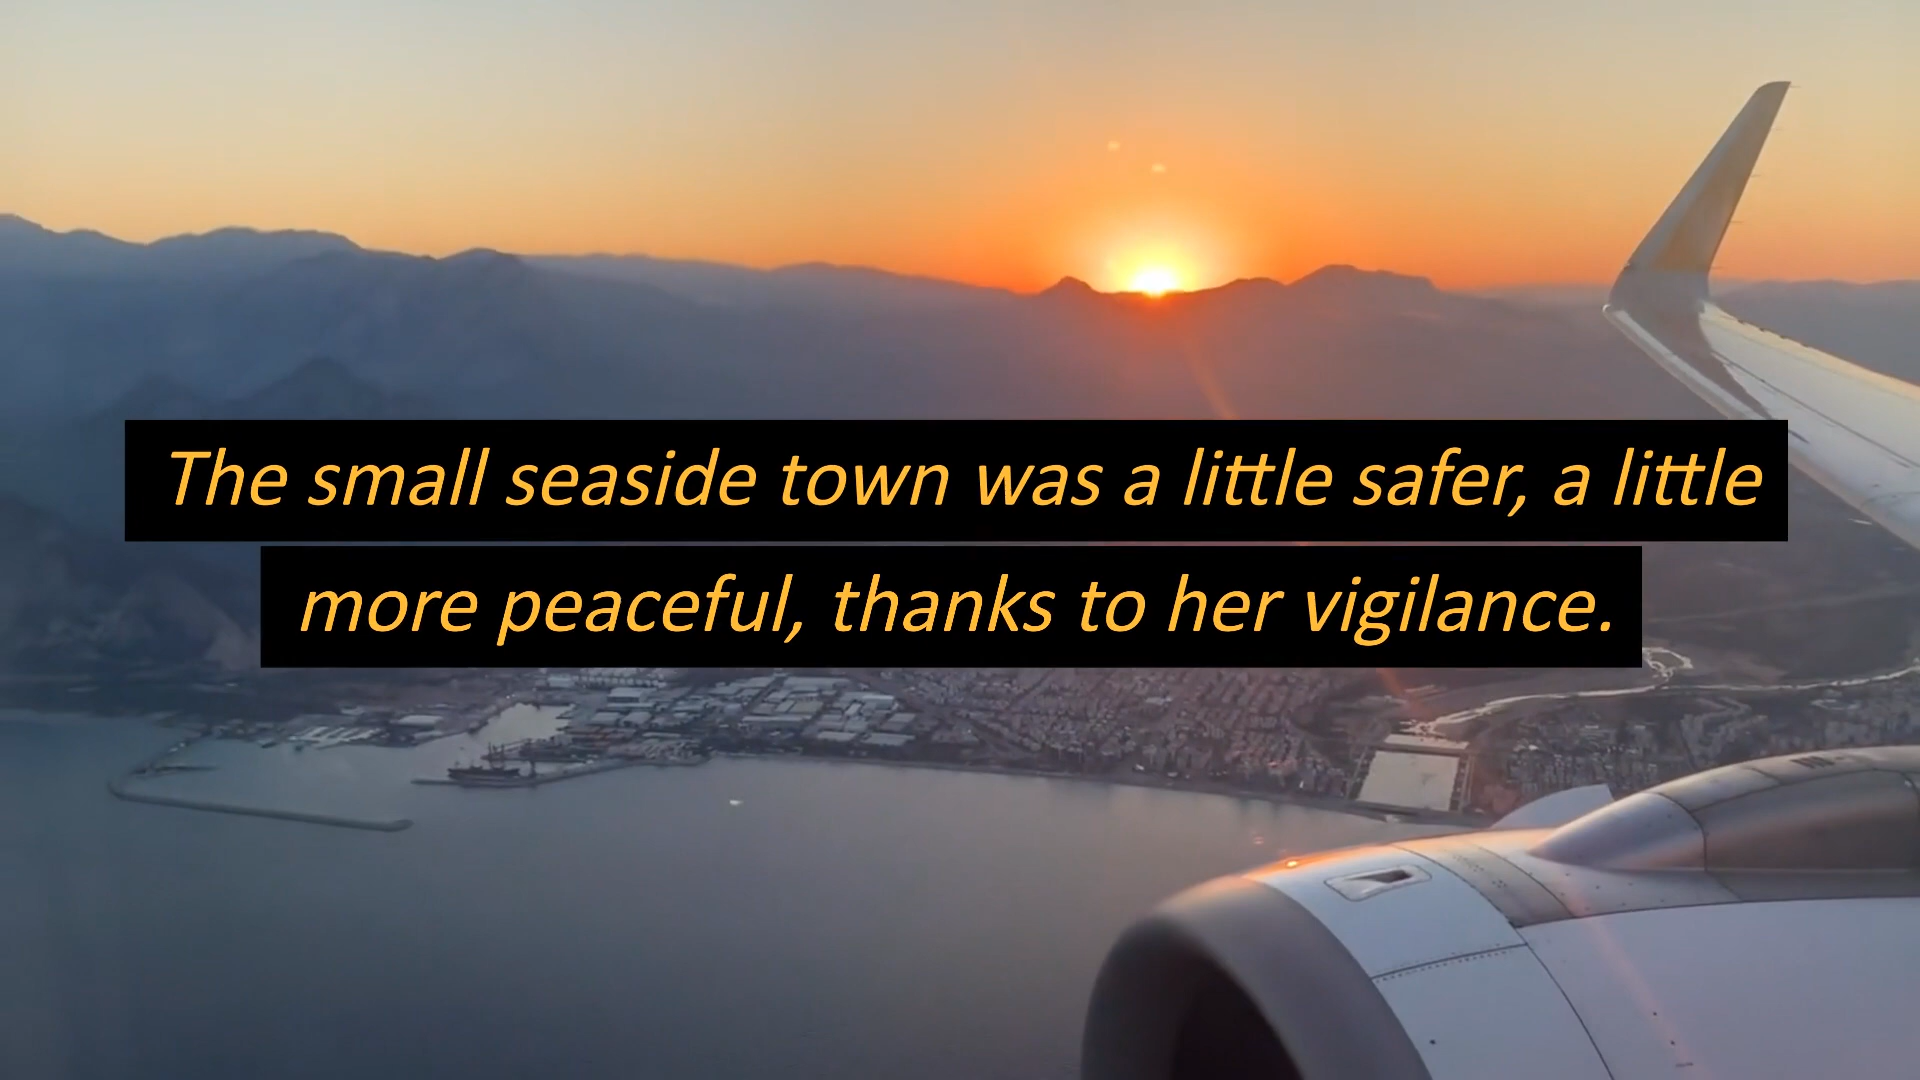 The small seaside town was a little safer, a little
more peaceful, thanks to her vigilance.